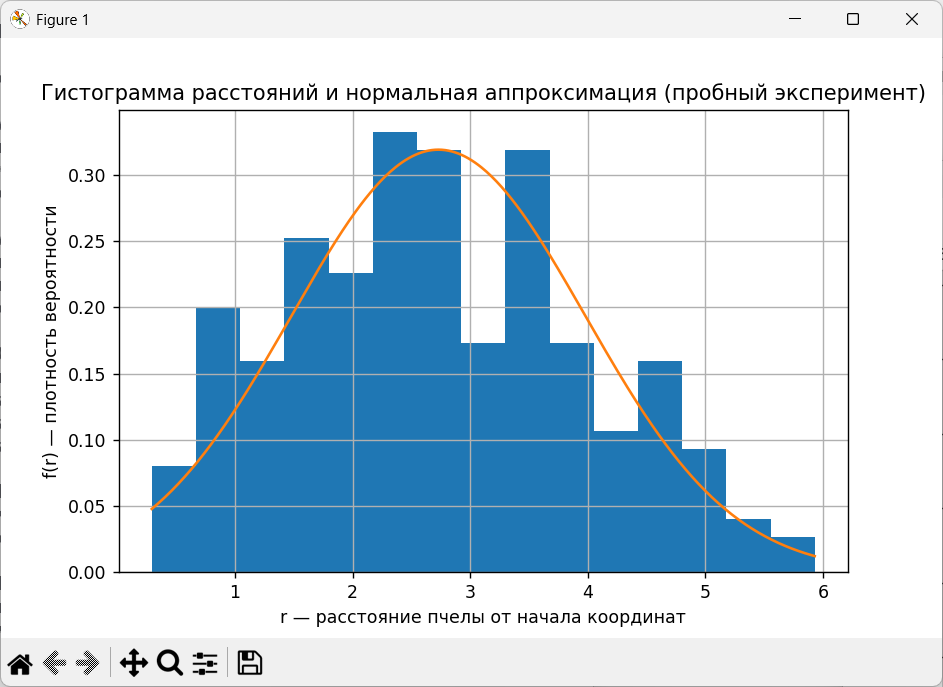 Figure 1
Гистограмма расстояний и нормальная аппроксимация (пробный эксперимент)
f(r) — плотность вероятности
0.30
0.25
0.20
0.15
0.10
0.05
0.00
1 2 3 4 5 6
r — расстояние пчелы от начала координат